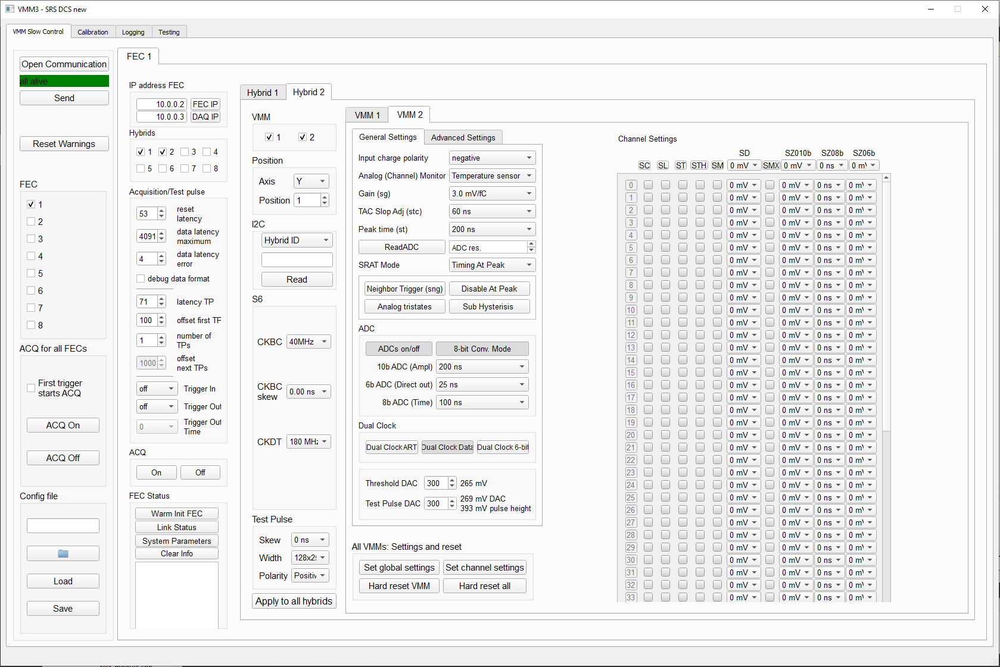 VMM3 - SRS DCS new
VMM Slow Control
Calibration
Logging
Testing
Open Communication
all alive
Send
Reset Warnings
FEC
1
2
3
4
5
6
7
8
ACQ for all FECs
First trigger
starts ACQ
ACQ On
ACQ Off
Config file
Load
Save
FEC 1
IP address FEC
10.0.0.2 FEC IP
10.0.0.3 DAQ IP
Hybrids
1 2 3 4
5 6 7 8
Acquisition/Test pulse
53 reset
latency
4091 data latency
maximum
4 data latency
error
debug data format
71 latency TP
100 offset first TF
1 number of
TPs
1000 offset
next TPs
off Trigger In
off Trigger Out
0 Trigger Out
Time
ACQ
On Off
FEC Status
Warm Init FEC
Link Status
System Parameters
Clear Info
Hybrid 1
Hybrid 2
VMM
1 2
Position
Axis Y
Position 1
I2C
Hybrid ID
Read
S6
CKBC 40MHz
CKBC
skew 0.00 ns
CKDT 180 MHz
Test Pulse
Skew 0 ns
Width 128x2
Polarity Positiv
Apply to all hybrids
VMM 1
VMM 2
General Settings
Advanced Settings
Input charge polarity negative
Analog (Channel) Monitor Temperature sensor
Gain (sg) 3.0 mV/fC
TAC Slop Adj (stc) 60 ns
Peak time (st) 200 ns
ReadADC ADC res.
SRAT Mode Timing At Peak
Neighbor Trigger (sng) Disable At Peak
Analog tristates Sub Hysterisis
ADC
ADCs on/off 8-bit Conv. Mode
10b ADC (Ampl) 200 ns
6b ADC (Direct out) 25 ns
8b ADC (Time) 100 ns
Dual Clock
Dual Clock ART Dual Clock Data Dual Clock 6-bit
Threshold DAC 300 265 mV
Test Pulse DAC 300 269 mV DAC
393 mV pulse height
All VMMs: Settings and reset
Set global settings Set channel settings
Hard reset VMM Hard reset all
Channel Settings
SD SZ010b SZ08b SZ06b
SC SL ST STH SM 0 mV SMX 0 mV 0 ns 0 m\
0 0 mV 0 mV 0 ns 0 m\
1 0 mV 0 mV 0 ns 0 m\
2 0 mV 0 mV 0 ns 0 m\
3 0 mV 0 mV 0 ns 0 m\
4 0 mV 0 mV 0 ns 0 m\
5 0 mV 0 mV 0 ns 0 m\
6 0 mV 0 mV 0 ns 0 m\
7 0 mV 0 mV 0 ns 0 m\
8 0 mV 0 mV 0 ns 0 m\
9 0 mV 0 mV 0 ns 0 m\
10 0 mV 0 mV 0 ns 0 m\
11 0 mV 0 mV 0 ns 0 m\
12 0 mV 0 mV 0 ns 0 m\
13 0 mV 0 mV 0 ns 0 m\
14 0 mV 0 mV 0 ns 0 m\
15 0 mV 0 mV 0 ns 0 m\
16 0 mV 0 mV 0 ns 0 m\
17 0 mV 0 mV 0 ns 0 m\
18 0 mV 0 mV 0 ns 0 m\
19 0 mV 0 mV 0 ns 0 m\
20 0 mV 0 mV 0 ns 0 m\
21 0 mV 0 mV 0 ns 0 m\
22 0 mV 0 mV 0 ns 0 m\
23 0 mV 0 mV 0 ns 0 m\
24 0 mV 0 mV 0 ns 0 m\
25 0 mV 0 mV 0 ns 0 m\
26 0 mV 0 mV 0 ns 0 m\
27 0 mV 0 mV 0 ns 0 m\
28 0 mV 0 mV 0 ns 0 m\
29 0 mV 0 mV 0 ns 0 m\
30 0 mV 0 mV 0 ns 0 m\
31 0 mV 0 mV 0 ns 0 m\
32 0 mV 0 mV 0 ns 0 m\
33 0 mV 0 mV 0 ns 0 m\